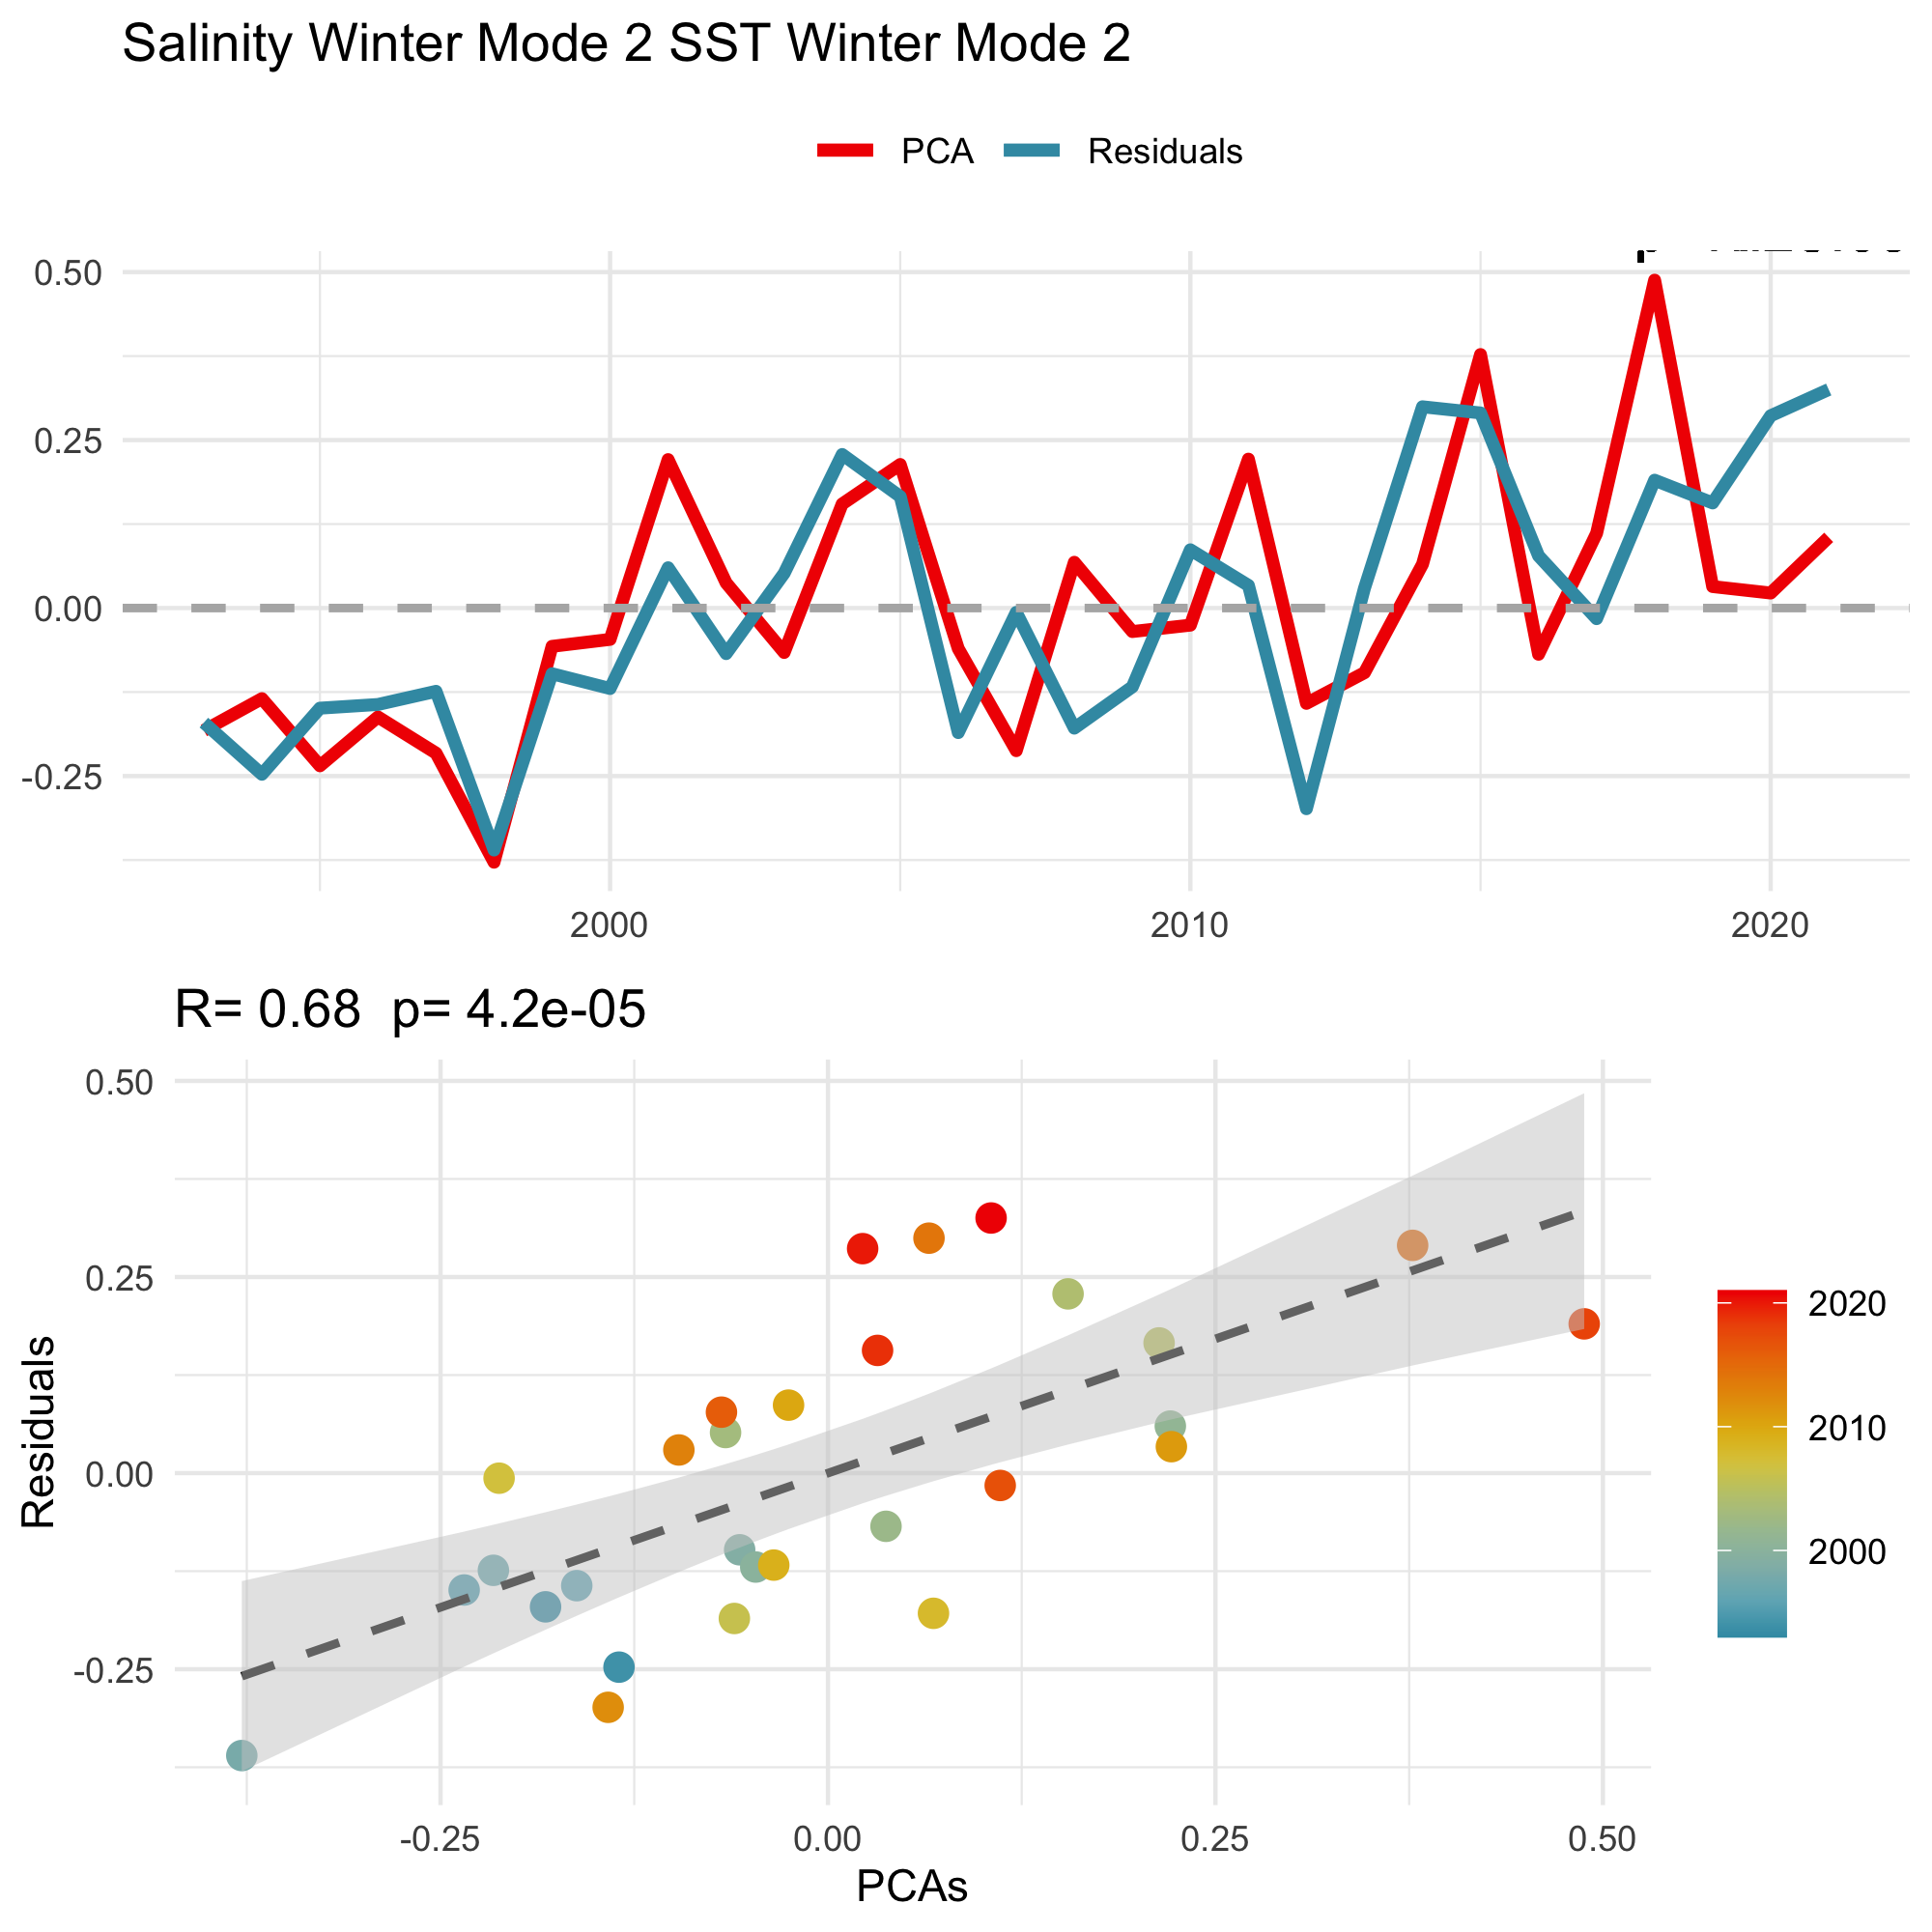 Salinity Winter Mode 2 SST Winter Mode 2
PCA Residuals
0.50
0.25
0.00
-0.25
2000 2010 2020
R= 0.68 p= 4.2e-05
Residuals
0.50
0.25
0.00
-0.25
-0.25 0.00 0.25 0.50
PCAs
2020
2010
2000